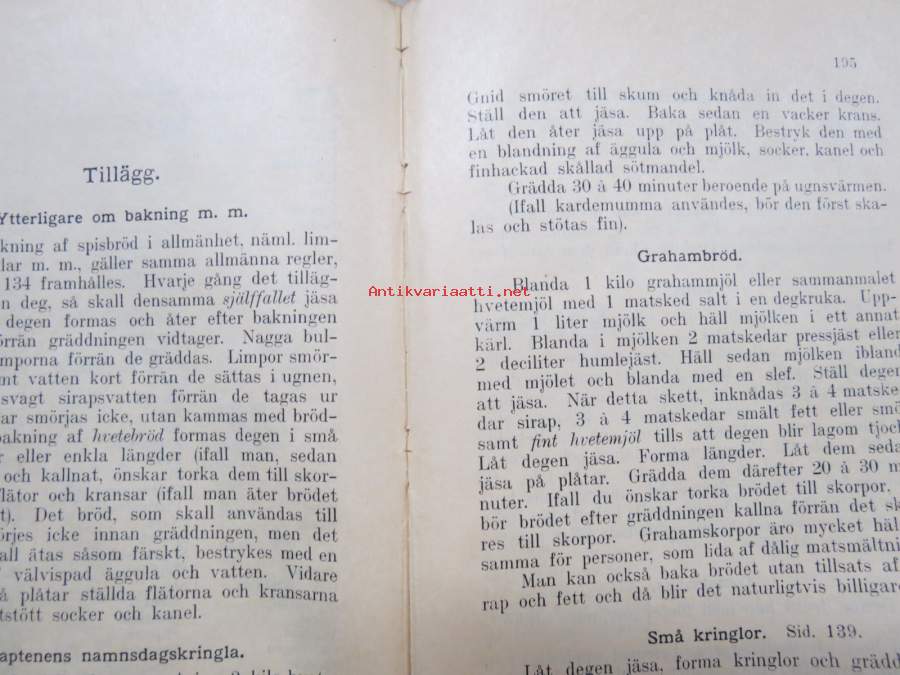 Tillägg.
Ytterligare om bakning m. m.
kning af spisbröd i allmänhet, näml. lim-
lar m. m., gäller samma allmänna regler,
134 framhålles. Hvarje gång det tilläg-
n deg, så skall densamma själffallet jäsa
degen formas och åter efter bakningen
örrän gräddningen vidtager. Nagga bul-
mporna förrän de gräddas. Limpor smör-
mt vatten kort förrän de sättas i ugnen,
svagt sirapsvatten förrän de tagas ur
ar smörjas icke, utan kammas med bröd-
bakning af hvetebröd formas degen i små
r eller enkla längder (ifall man, sedan
och kallnat, önskar torka dem till skor-
flätor och kransar (ifall man äter brödet
t). Det bröd, som skall användas till
örjes icke innan gräddningen, men det
all ätas såsom färskt, bestrykes med en
välvispad äggula och vatten. Vidare
å plåtar ställda flätorna och kransarna
tstött socker och kanel.
aptenens namnsdagskringla.
195
Gnid smöret till skum och knåda in det i degen.
Ställ den att jäsa. Baka sedan en vacker krans.
Låt den åter jäsa upp på plåt. Bestryk den med
en blandning af äggula och mjölk, socker, kanel och
finhackad skållad sötmandel.
Grädda 30 à 40 minuter beroende på ugnsvärmen.
(Ifall kardemumma användes, bör den först ska-
las och stötas fin).
Grahambröd.
Blanda 1 kilo grahammjöl eller sammanmalet
Antikvariaatti.net
hvetemjöl med 1 matsked salt i en degkruka. Upp-
värm 1 liter mjölk och häll mjölken i ett annat
kärl. Blanda i mjölken 2 matskedar pressjäst eller
2 deciliter humlejäst. Häll sedan mjölken ibland
med mjölet och blanda med en slef. Ställ degen
att jäsa. När detta skett, inknådas 3 à 4 matske
dar sirap, 3 à 4 matskedar smält fett eller smö
samt fint hvetemjöl tills att degen blir lagom tjock
Låt degen jäsa. Forma längder. Låt dem seda
jäsa på plåtar. Grädda dem därefter 20 à 30 m
nuter. Ifall du önskar torka brödet till skorpor,
bör brödet efter gräddningen kallna förrän det sk
res till skorpor. Grahamskorpor äro mycket häl
samma för personer, som lida af dålig matsmältni
Man kan också baka brödet utan tillsats af
rap och fett och då blir det naturligtvis billigar
Små kringlor. Sid. 139.
Låt degen jäsa, forma kringlor och grädd